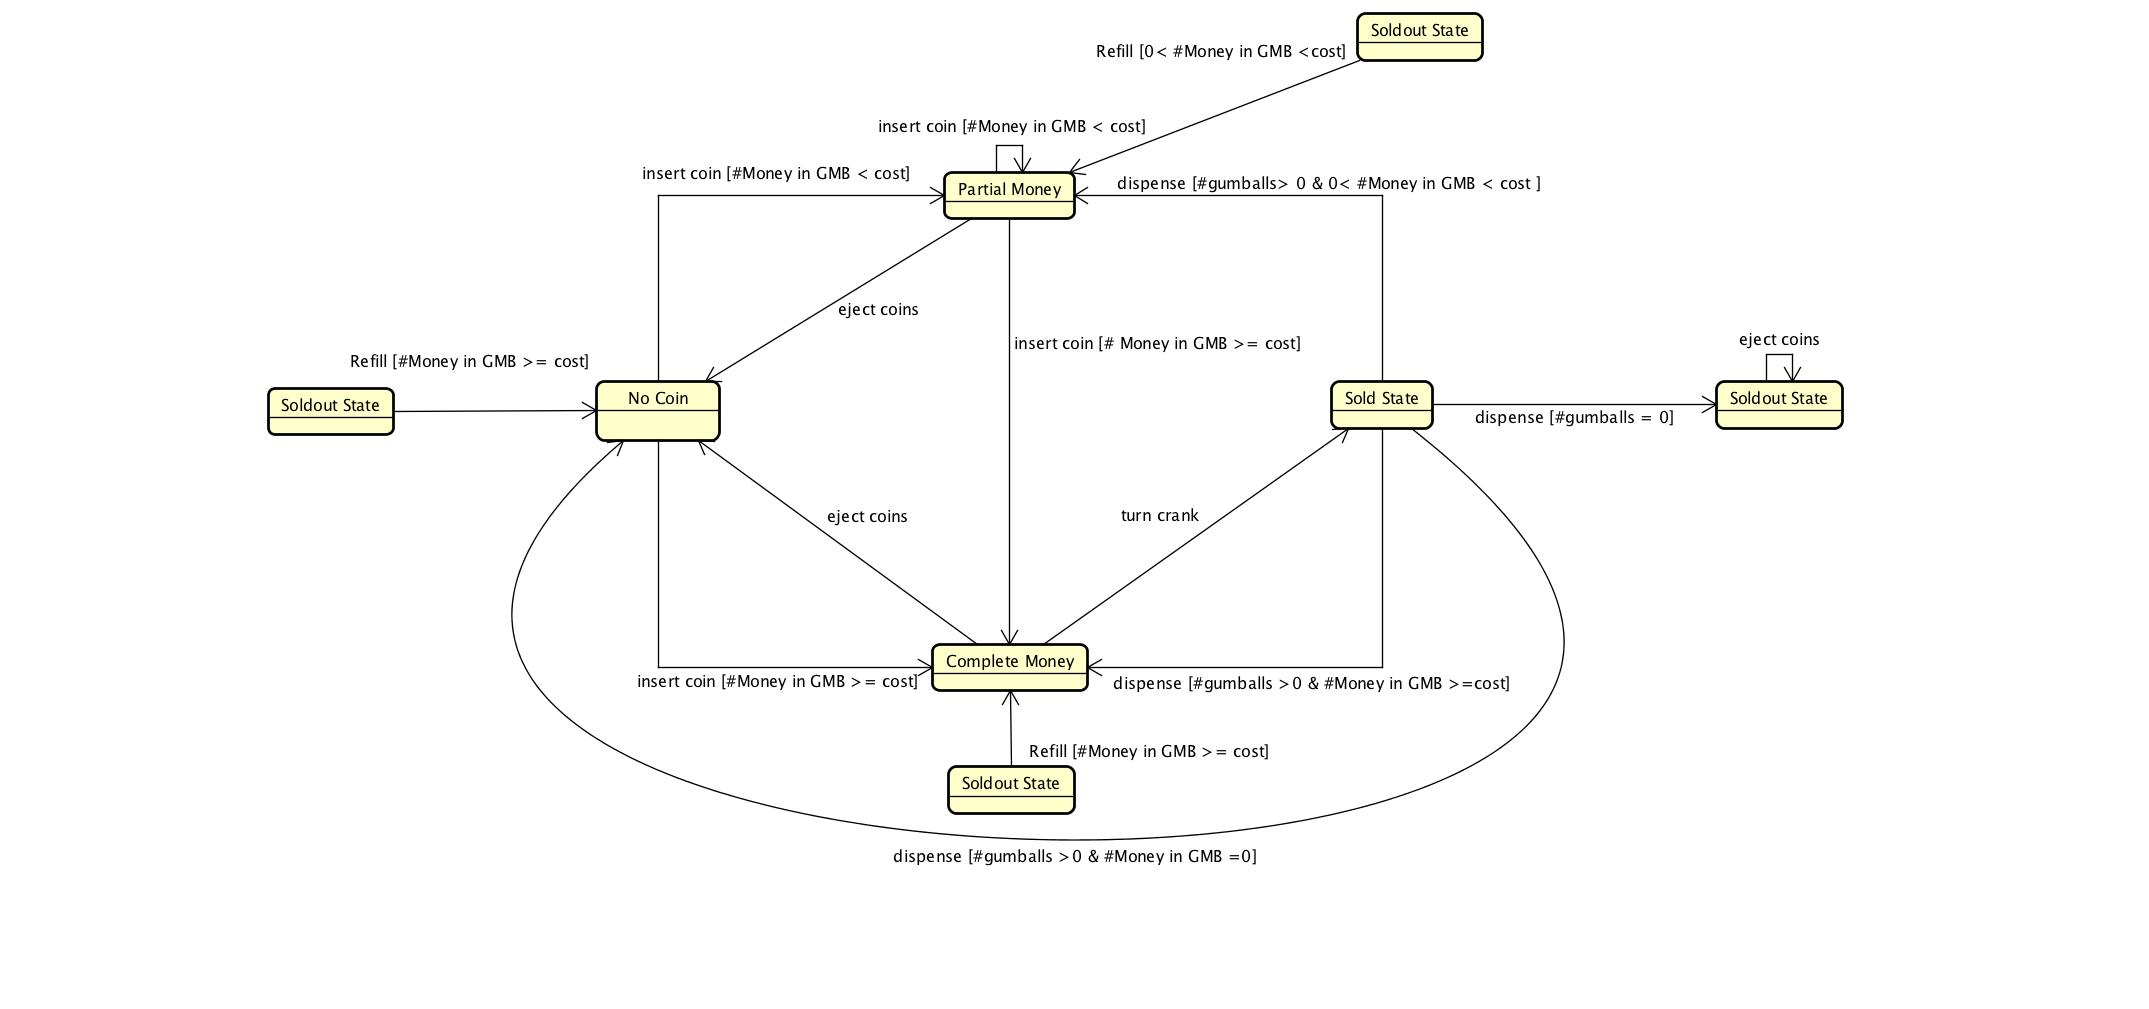 Soldout State
Refill [0< #Money in GMB <cost]
insert coin [#Money in GMB < cost]
insert coin [#Money in GMB < cost]
Partial Money
dispense [#gumballs> 0 & 0< #Money in GMB < cost ]
eject coins
insert coin [# Money in GMB >= cost]
eject coins
Refill [#Money in GMB >= cost]
Soldout State
No Coin
Sold State
Soldout State
dispense [#gumballs = 0]
eject coins
turn crank
Complete Money
insert coin [#Money in GMB >= cost]
dispense [#gumballs >0 & #Money in GMB >=cost]
Refill [#Money in GMB >= cost]
Soldout State
dispense [#gumballs >0 & #Money in GMB =0]